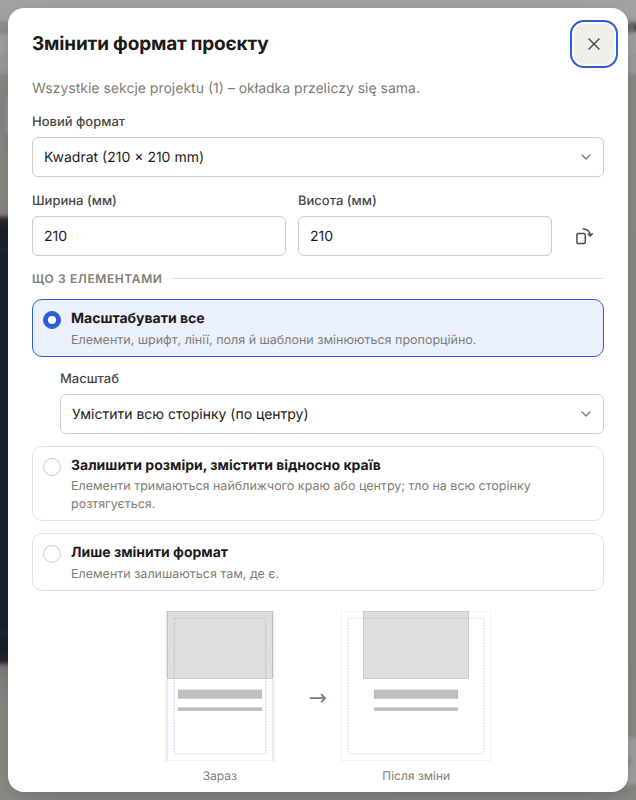 Змінити формат проєкту
Wszystkie sekcje projektu (1) – okładka przeliczy się sama.
Новий формат
Kwadrat (210 × 210 mm)
Ширина (мм)
Висота (мм)
210
210
ЩО З ЕЛЕМЕНТАМИ
Масштабувати все
Елементи, шрифт, лінії, поля й шаблони змінюються пропорційно.
Масштаб
Умістити всю сторінку (по центру)
Залишити розміри, змістити відносно країв
Елементи тримаються найближчого краю або центру; тло на всю сторінку
розтягується.
Лише змінити формат
Елементи залишаються там, де є.
→
Зараз
Після зміни